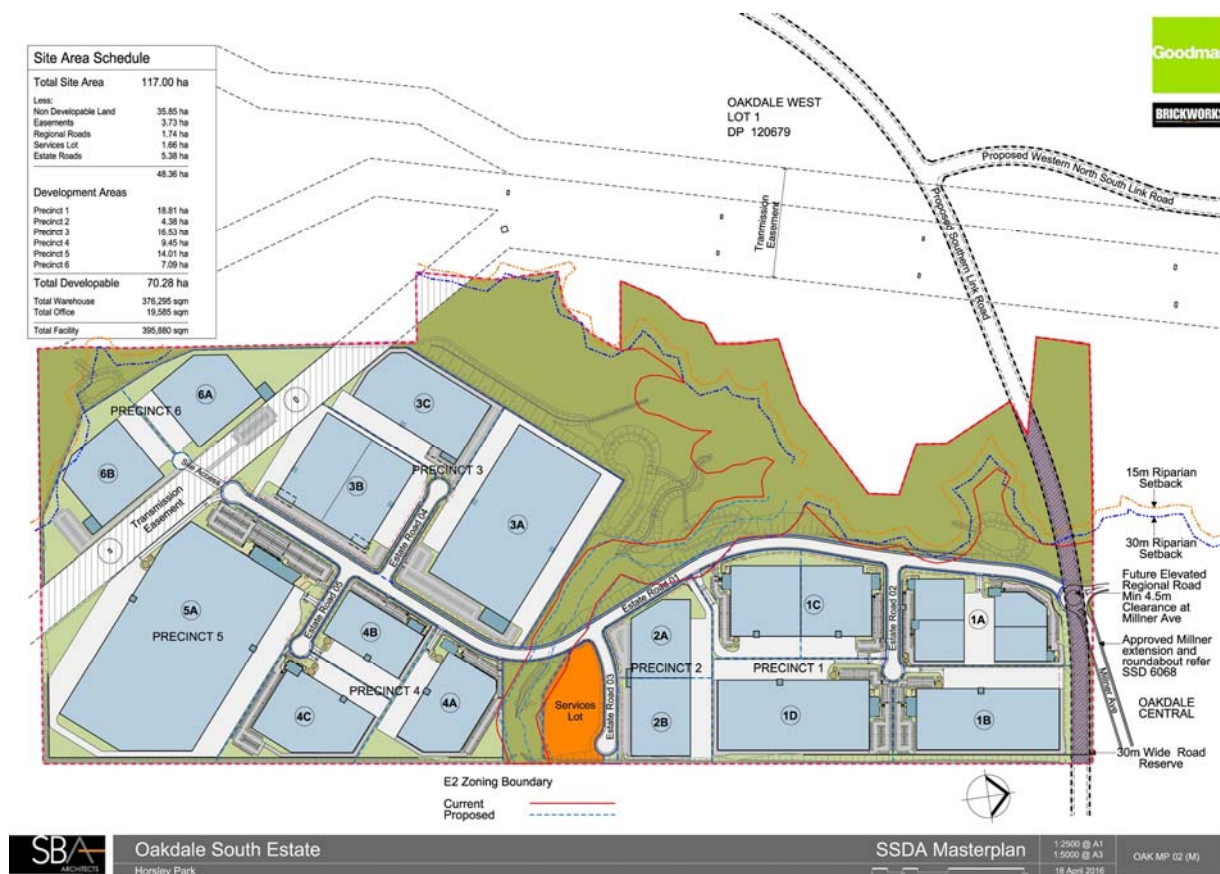 Site Area Schedule
Total Site Area 117.00 ha
Less:
Non Developable Land 35.85 ha
Easements 3.73 ha
Regional Roads 1.74 ha
Services Lot 1.66 ha
Estate Roads 5.38 ha
48.36 ha
Development Areas
Precinct 1 18.81 ha
Precinct 2 4.38 ha
Precinct 3 16.53 ha
Precinct 4 9.45 ha
Precinct 5 14.01 ha
Precinct 6 7.09 ha
Total Developable 70.28 ha
Total Warehouse 376,295 sqm
Total Office 19,585 sqm
Total Facility 395,880 sqm
OAKDALE WEST
LOT 1
DP 120679
Goodman
BRICKWORKS
Proposed Western North South Link Road
Proposed Southern Link Road
Tranmission
Easement
6A
PRECINCT 6
6B
Site Access
Transmission
Easement
3C
PRECINCT 3
3B
3A
Estate Road 04
5A
PRECINCT 5
Estate Road 05
4B
PRECINCT 4
4C
4A
Services
Lot
Estate Road 03
Estate Road 01
2A
PRECINCT 2
2B
1C
Estate Road 02
1A
PRECINCT 1
1D
1B
15m Riparian
Setback
30m Riparian
Setback
Future Elevated
Regional Road
Min 4.5m
Clearance at
Millner Ave
Approved Millner
extension and
roundabout refer
SSD 6068
Millner Ave
OAKDALE
CENTRAL
30m Wide Road
Reserve
E2 Zoning Boundary
Current
Proposed
SBA
ARCHITECTS
Oakdale South Estate
Horsley Park
SSDA Masterplan
1:2500 @ A1
1:5000 @ A3
18 April 2016
OAK MP 02 (M)